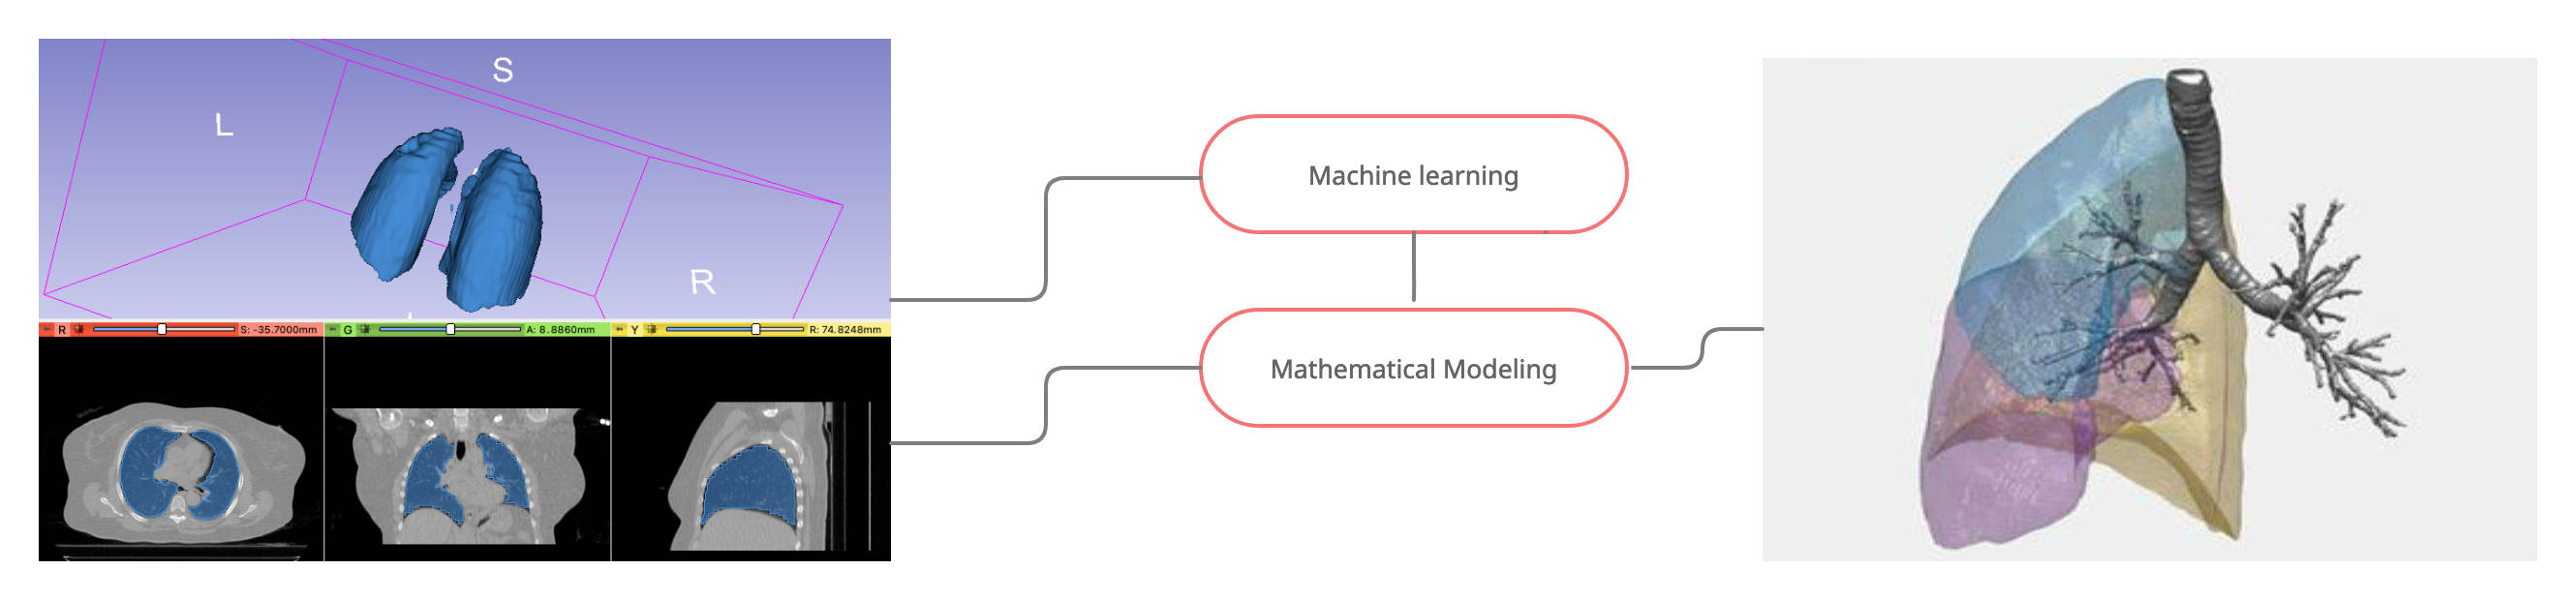 S
L
R
R S: -35.7000mm
G A: 8.8860mm
Y R: 74.8248mm
Machine learning
Mathematical Modeling